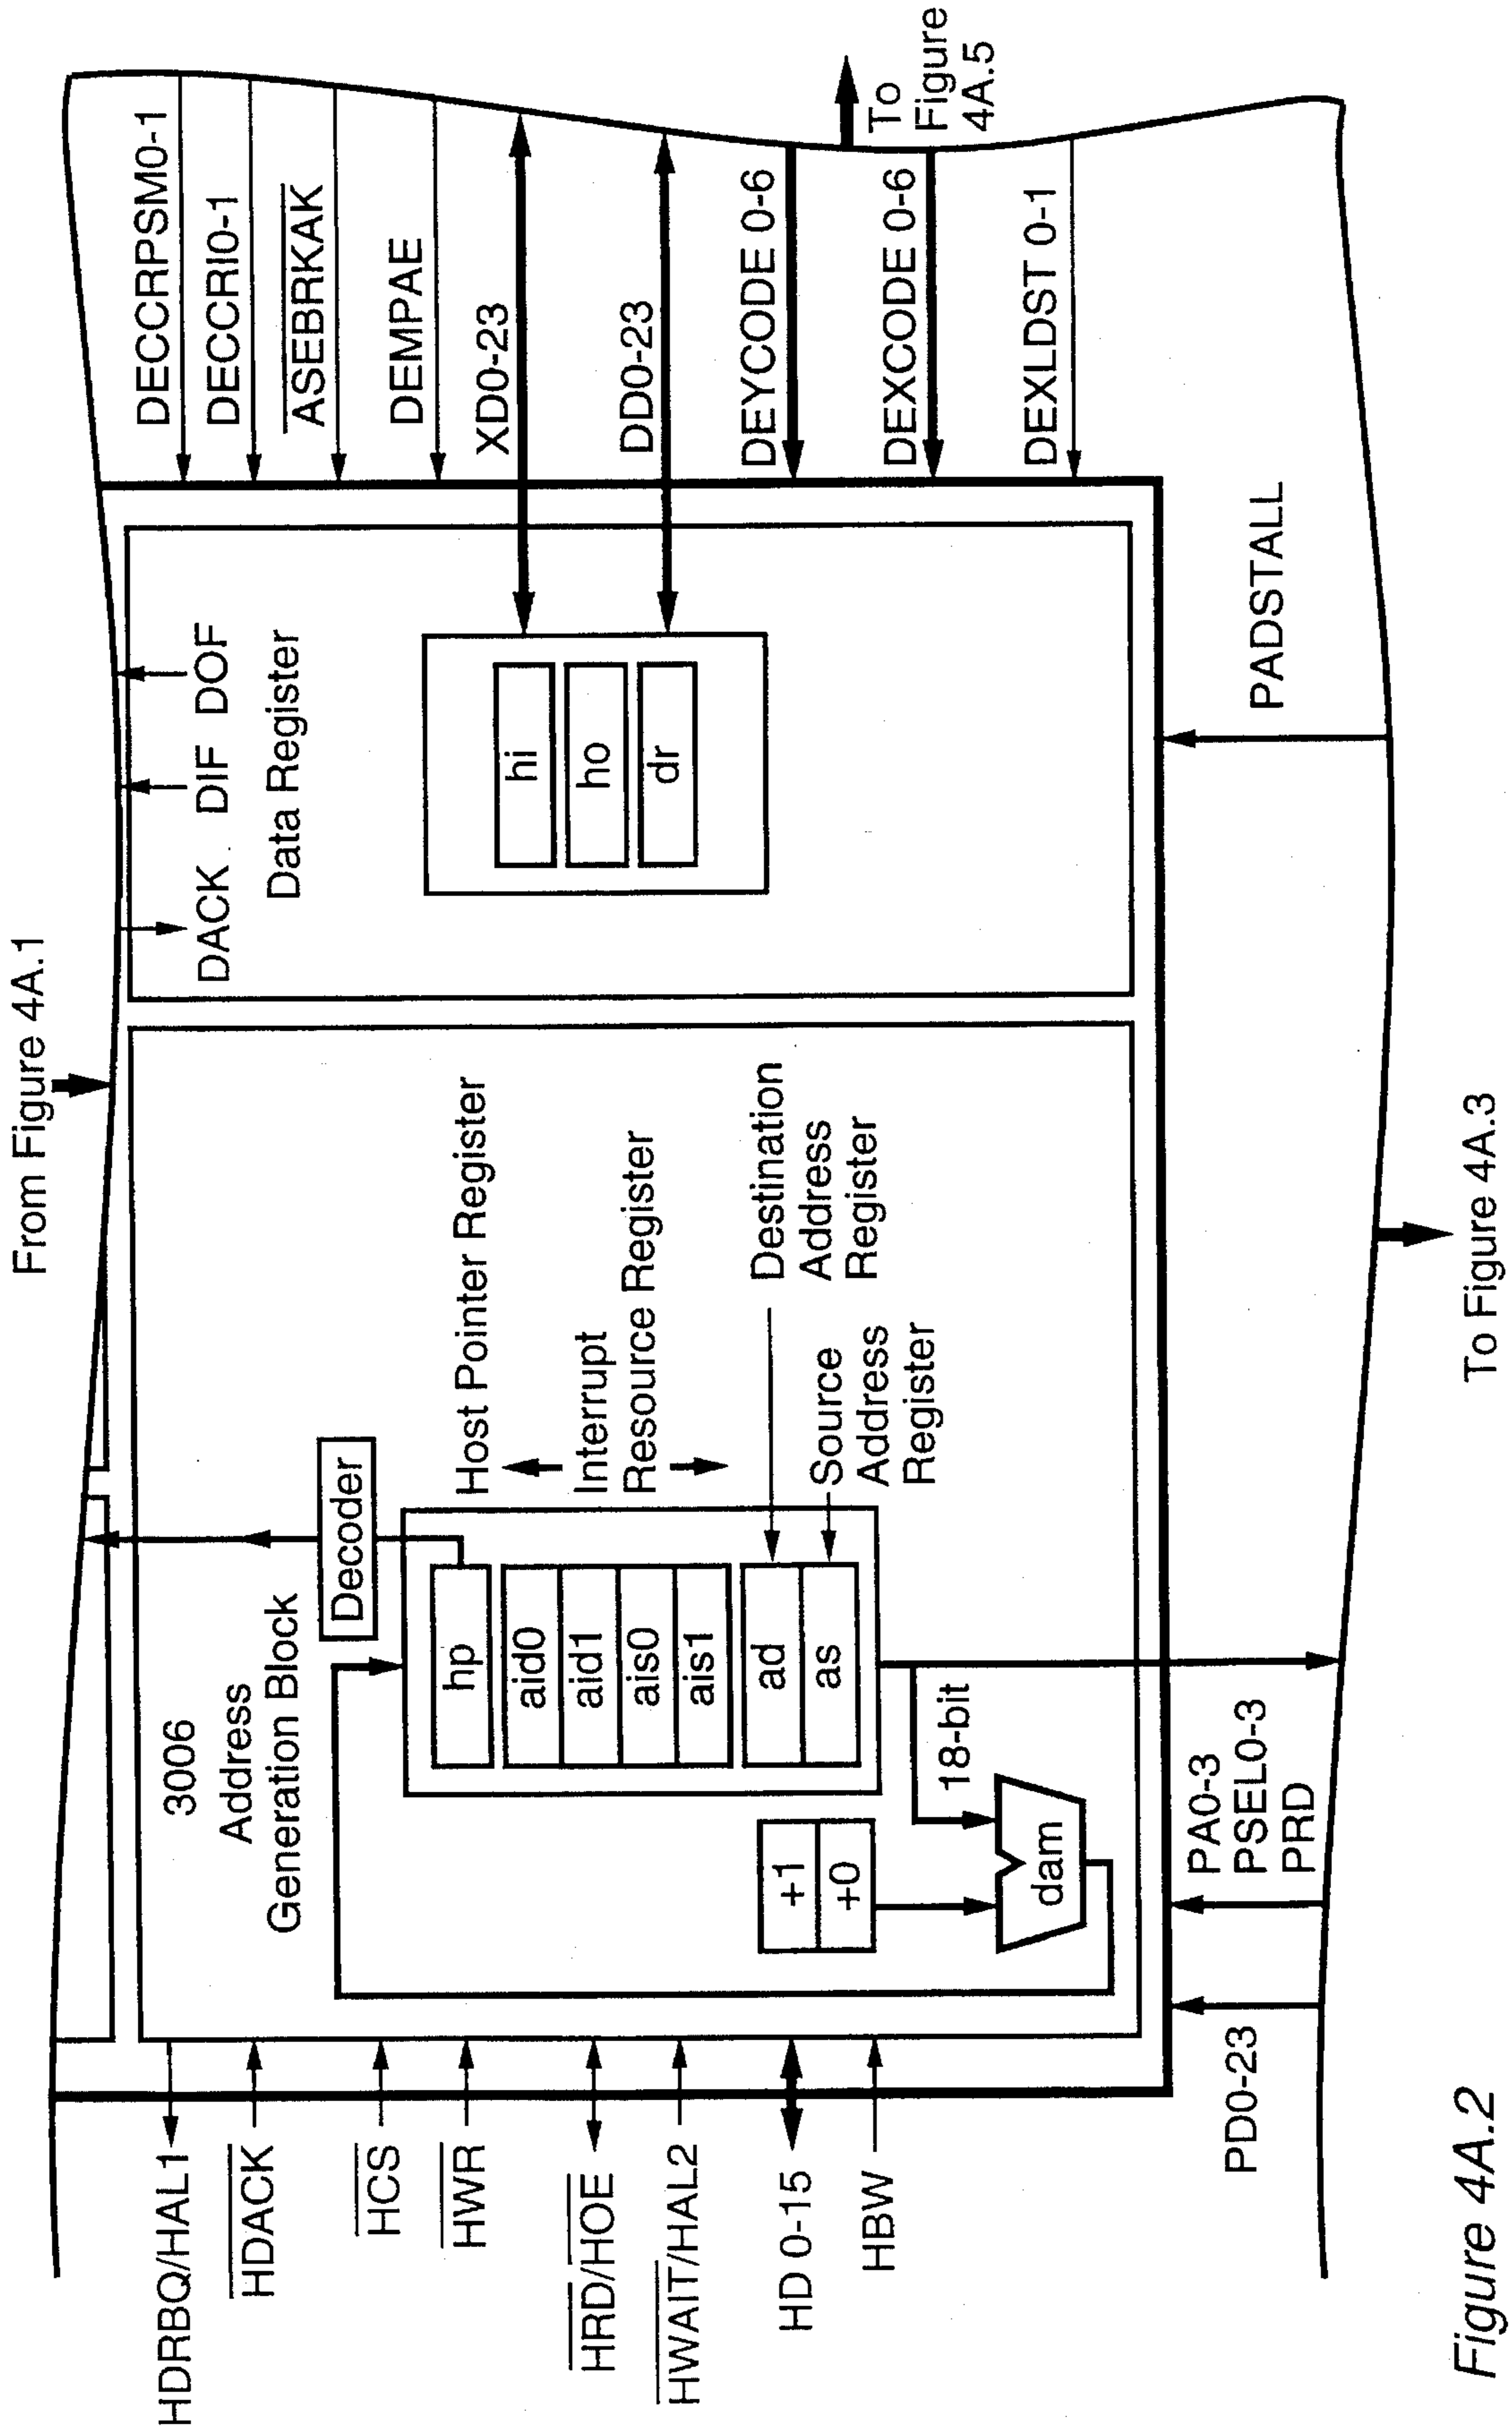 From Figure 4A.1
HDRBQ/HAL1
HDACK
HCS
HWR
HRD/HOE
HWAIT/HAL2
HD 0-15
HBW
3006
Address
Generation Block
Decoder
hp
aid0
aid1
ais0
ais1
ad
as
Host Pointer Register
Interrupt
Resource Register
Destination
Address
Register
Source
Address
Register
+1
+0
18-bit
dam
DACK DIF DOF
Data Register
hi
ho
dr
DECCRPSM0-1
DECCRI0-1
ASEBRKAK
DEMPAE
XD0-23
DD0-23
DEYCODE 0-6
DEXCODE 0-6
DEXLDST 0-1
To
Figure
4A.5
PD0-23
PA0-3
PSEL0-3
PRD
PADSTALL
To Figure 4A.3
Figure 4A.2